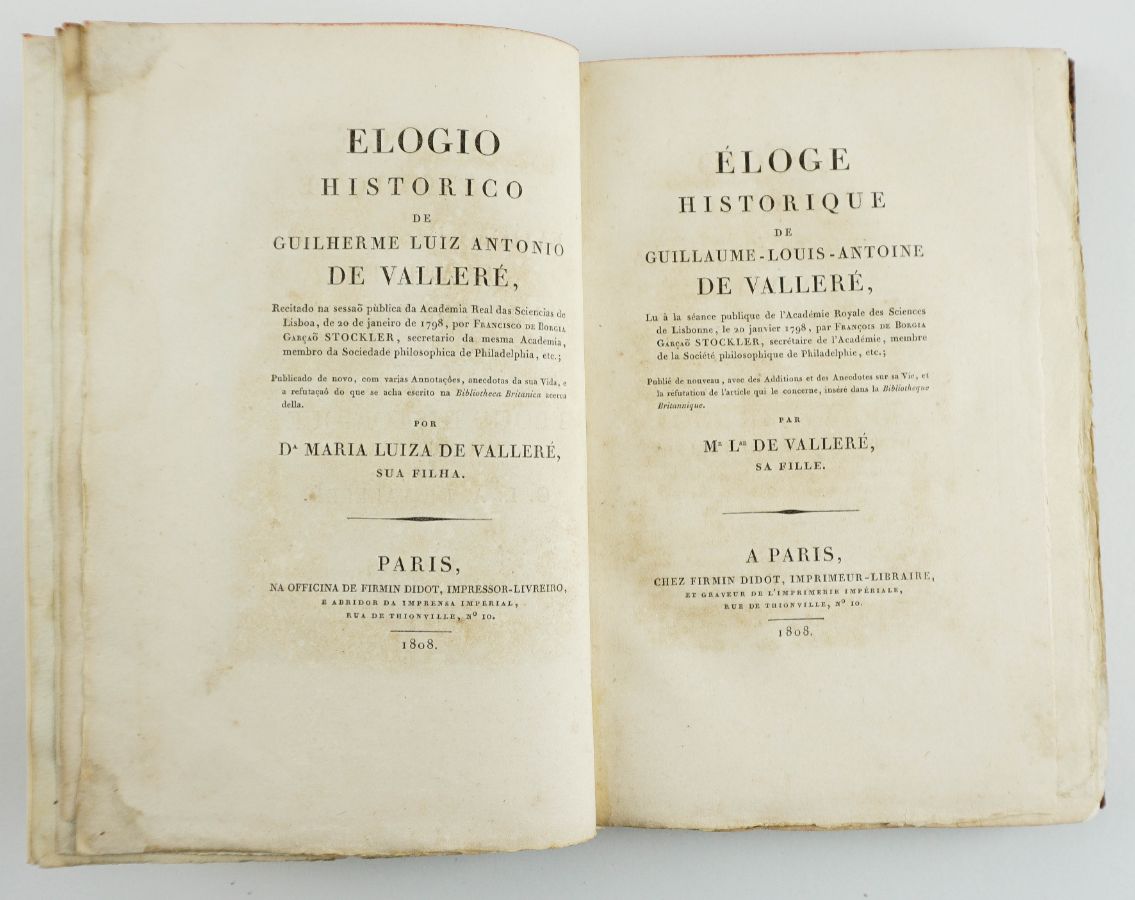 ELOGIO
HISTORICO
DE
GUILHERME LUIZ ANTONIO
DE VALLERÉ,
Recitado na sessaõ pùblica da Academia Real das Sciencias de
Lisboa, de 20 de janeiro de 1798, por FRANCISCO DE BORGIA
GARÇAÕ STOCKLER, secretario da mesma Academia,
membro da Sociedade philosophica de Philadelphia, etc.;
Publicado de novo, com varias Annotações, anecdotas da sua Vida, e
a refutaçaõ do que se acha escrito na Bibliotheca Britanica acerca
della.
POR
Dᴬ MARIA LUIZA DE VALLERÉ,
SUA FILHA.
PARIS,
NA OFFICINA DE FIRMIN DIDOT, IMPRESSOR-LIVREIRO,
E ABRIDOR DA IMPRENSA IMPERIAL,
RUA DE THIONVILLE, Nº 10.
1808.
ÉLOGE
HISTORIQUE
DE
GUILLAUME-LOUIS-ANTOINE
DE VALLERÉ,
Lu à la séance publique de l'Académie Royale des Sciences
de Lisbonne, le 20 janvier 1798, par FRANÇOIS DE BORGIA
GARÇAÕ STOCKLER, secrétaire de l'Académie, membre
de la Société philosophique de Philadelphie, etc.;
Publié de nouveau, avec des Additions et des Anecdotes sur sa Vie, et
la réfutation de l'article qui le concerne, inséré dans la Bibliotheque
Britannique.
PAR
Mᴱ Lˢᴱ DE VALLERÉ,
SA FILLE.
A PARIS,
CHEZ FIRMIN DIDOT, IMPRIMEUR-LIBRAIRE,
ET GRAVEUR DE L'IMPRIMERIE IMPÉRIALE,
RUE DE THIONVILLE, Nº 10.
1808.